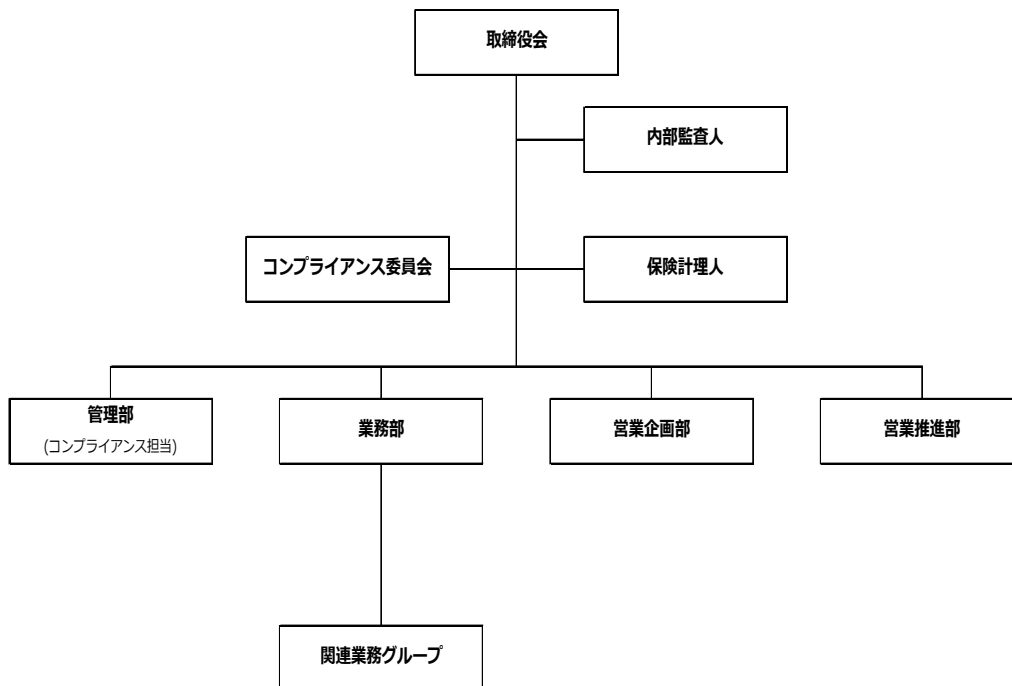 取締役会
内部監査人
コンプライアンス委員会
保険計理人
管理部
(コンプライアンス担当)
業務部
営業企画部
営業推進部
関連業務グループ